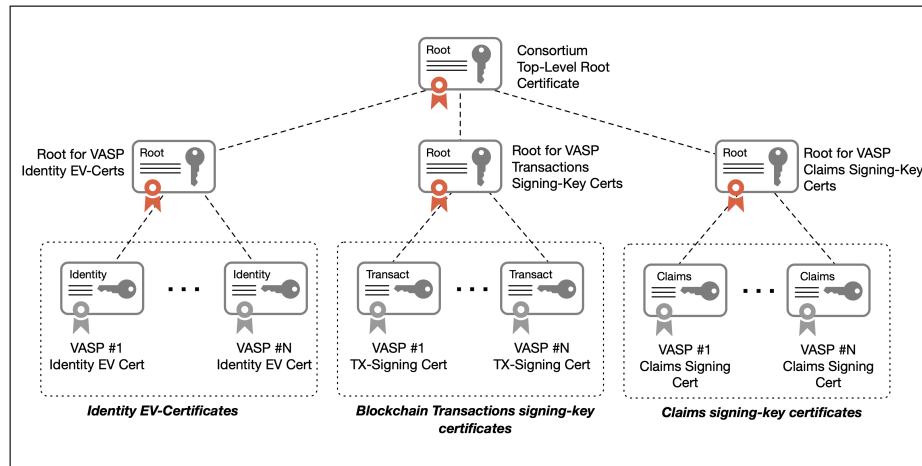 Root
Consortium
Top-Level Root
Certificate
Root for VASP
Identity EV-Certs
Root
Root
Root for VASP
Transactions
Signing-Key Certs
Root
Root for VASP
Claims Signing-Key
Certs
Identity
. . .
Identity
VASP #1
Identity EV Cert
VASP #N
Identity EV Cert
Transact
. . .
Transact
VASP #1
TX-Signing Cert
VASP #N
TX-Signing Cert
Claims
. . .
Claims
VASP #1
Claims Signing
Cert
VASP #N
Claims Signing
Cert
Identity EV-Certificates
Blockchain Transactions signing-key
certificates
Claims signing-key certificates